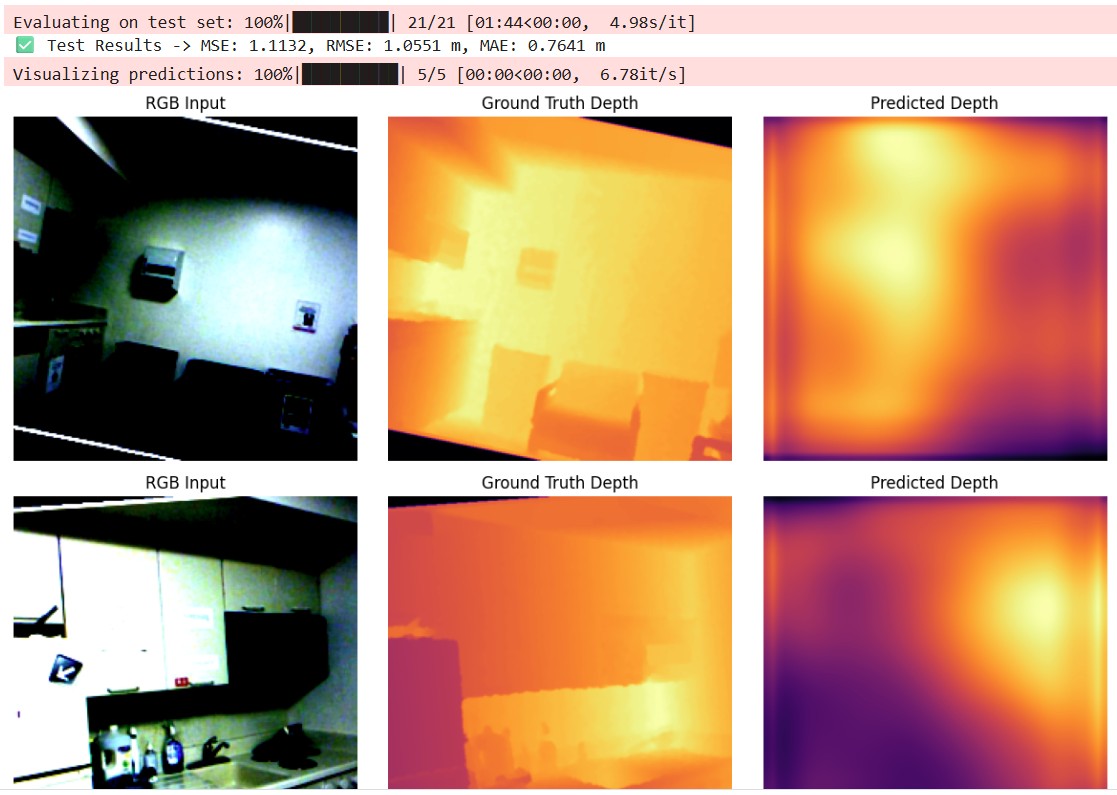 Evaluating on test set: 100%|██████████| 21/21 [01:44<00:00, 4.98s/it]
✅ Test Results -> MSE: 1.1132, RMSE: 1.0551 m, MAE: 0.7641 m
Visualizing predictions: 100%|██████████| 5/5 [00:00<00:00, 6.78it/s]
RGB Input
Ground Truth Depth
Predicted Depth
RGB Input
Ground Truth Depth
Predicted Depth